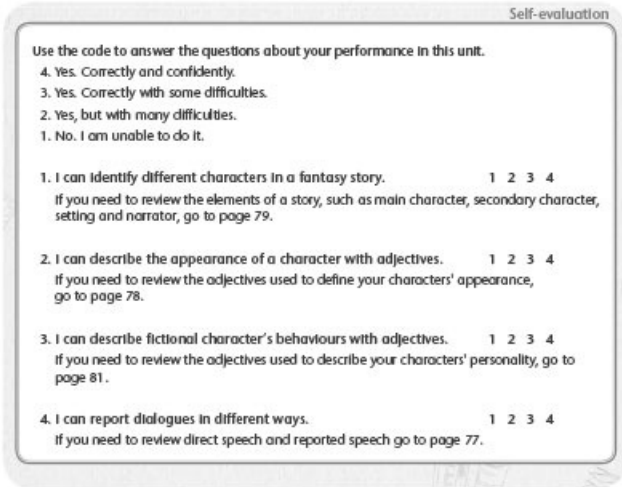 Self-evaluation
Use the code to answer the questions about your performance in this unit.
4. Yes. Correctly and confidently.
3. Yes. Correctly with some difficulties.
2. Yes, but with many difficulties.
1. No. I am unable to do it.
1. I can identify different characters in a fantasy story. 1 2 3 4
If you need to review the elements of a story, such as main character, secondary character,
setting and narrator, go to page 79.
2. I can describe the appearance of a character with adjectives. 1 2 3 4
If you need to review the adjectives used to define your characters' appearance,
go to page 78.
3. I can describe fictional character's behaviours with adjectives. 1 2 3 4
If you need to review the adjectives used to describe your characters' personality, go to
page 81.
4. I can report dialogues in different ways. 1 2 3 4
If you need to review direct speech and reported speech go to page 77.